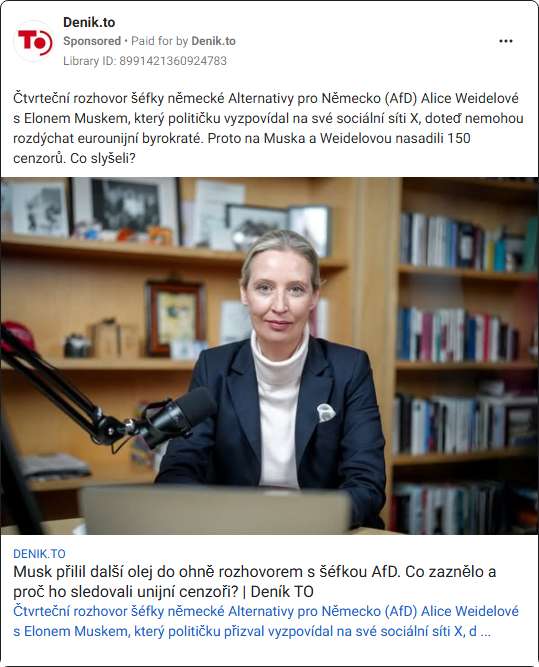 Denik.to
Sponsored • Paid for by Denik.to
Library ID: 8991421360924783
TO
Čtvrteční rozhovor šéfky německé Alternativy pro Německo (AfD) Alice Weidelové
s Elonem Muskem, který političku vyzpovídal na své sociální síti X, doteď nemohou
rozdýchat eurounijní byrokraté. Proto na Muska a Weidelovou nasadili 150
cenzorů. Co slyšeli?
DENIK.TO
Musk přilil další olej do ohně rozhovorem s šéfkou AfD. Co zaznělo a
proč ho sledovali unijní cenzoři? | Deník TO
Čtvrteční rozhovor šéfky německé Alternativy pro Německo (AfD) Alice Weidelové
s Elonem Muskem, který političku přizval vyzpovídal na své sociální síti X, d ...